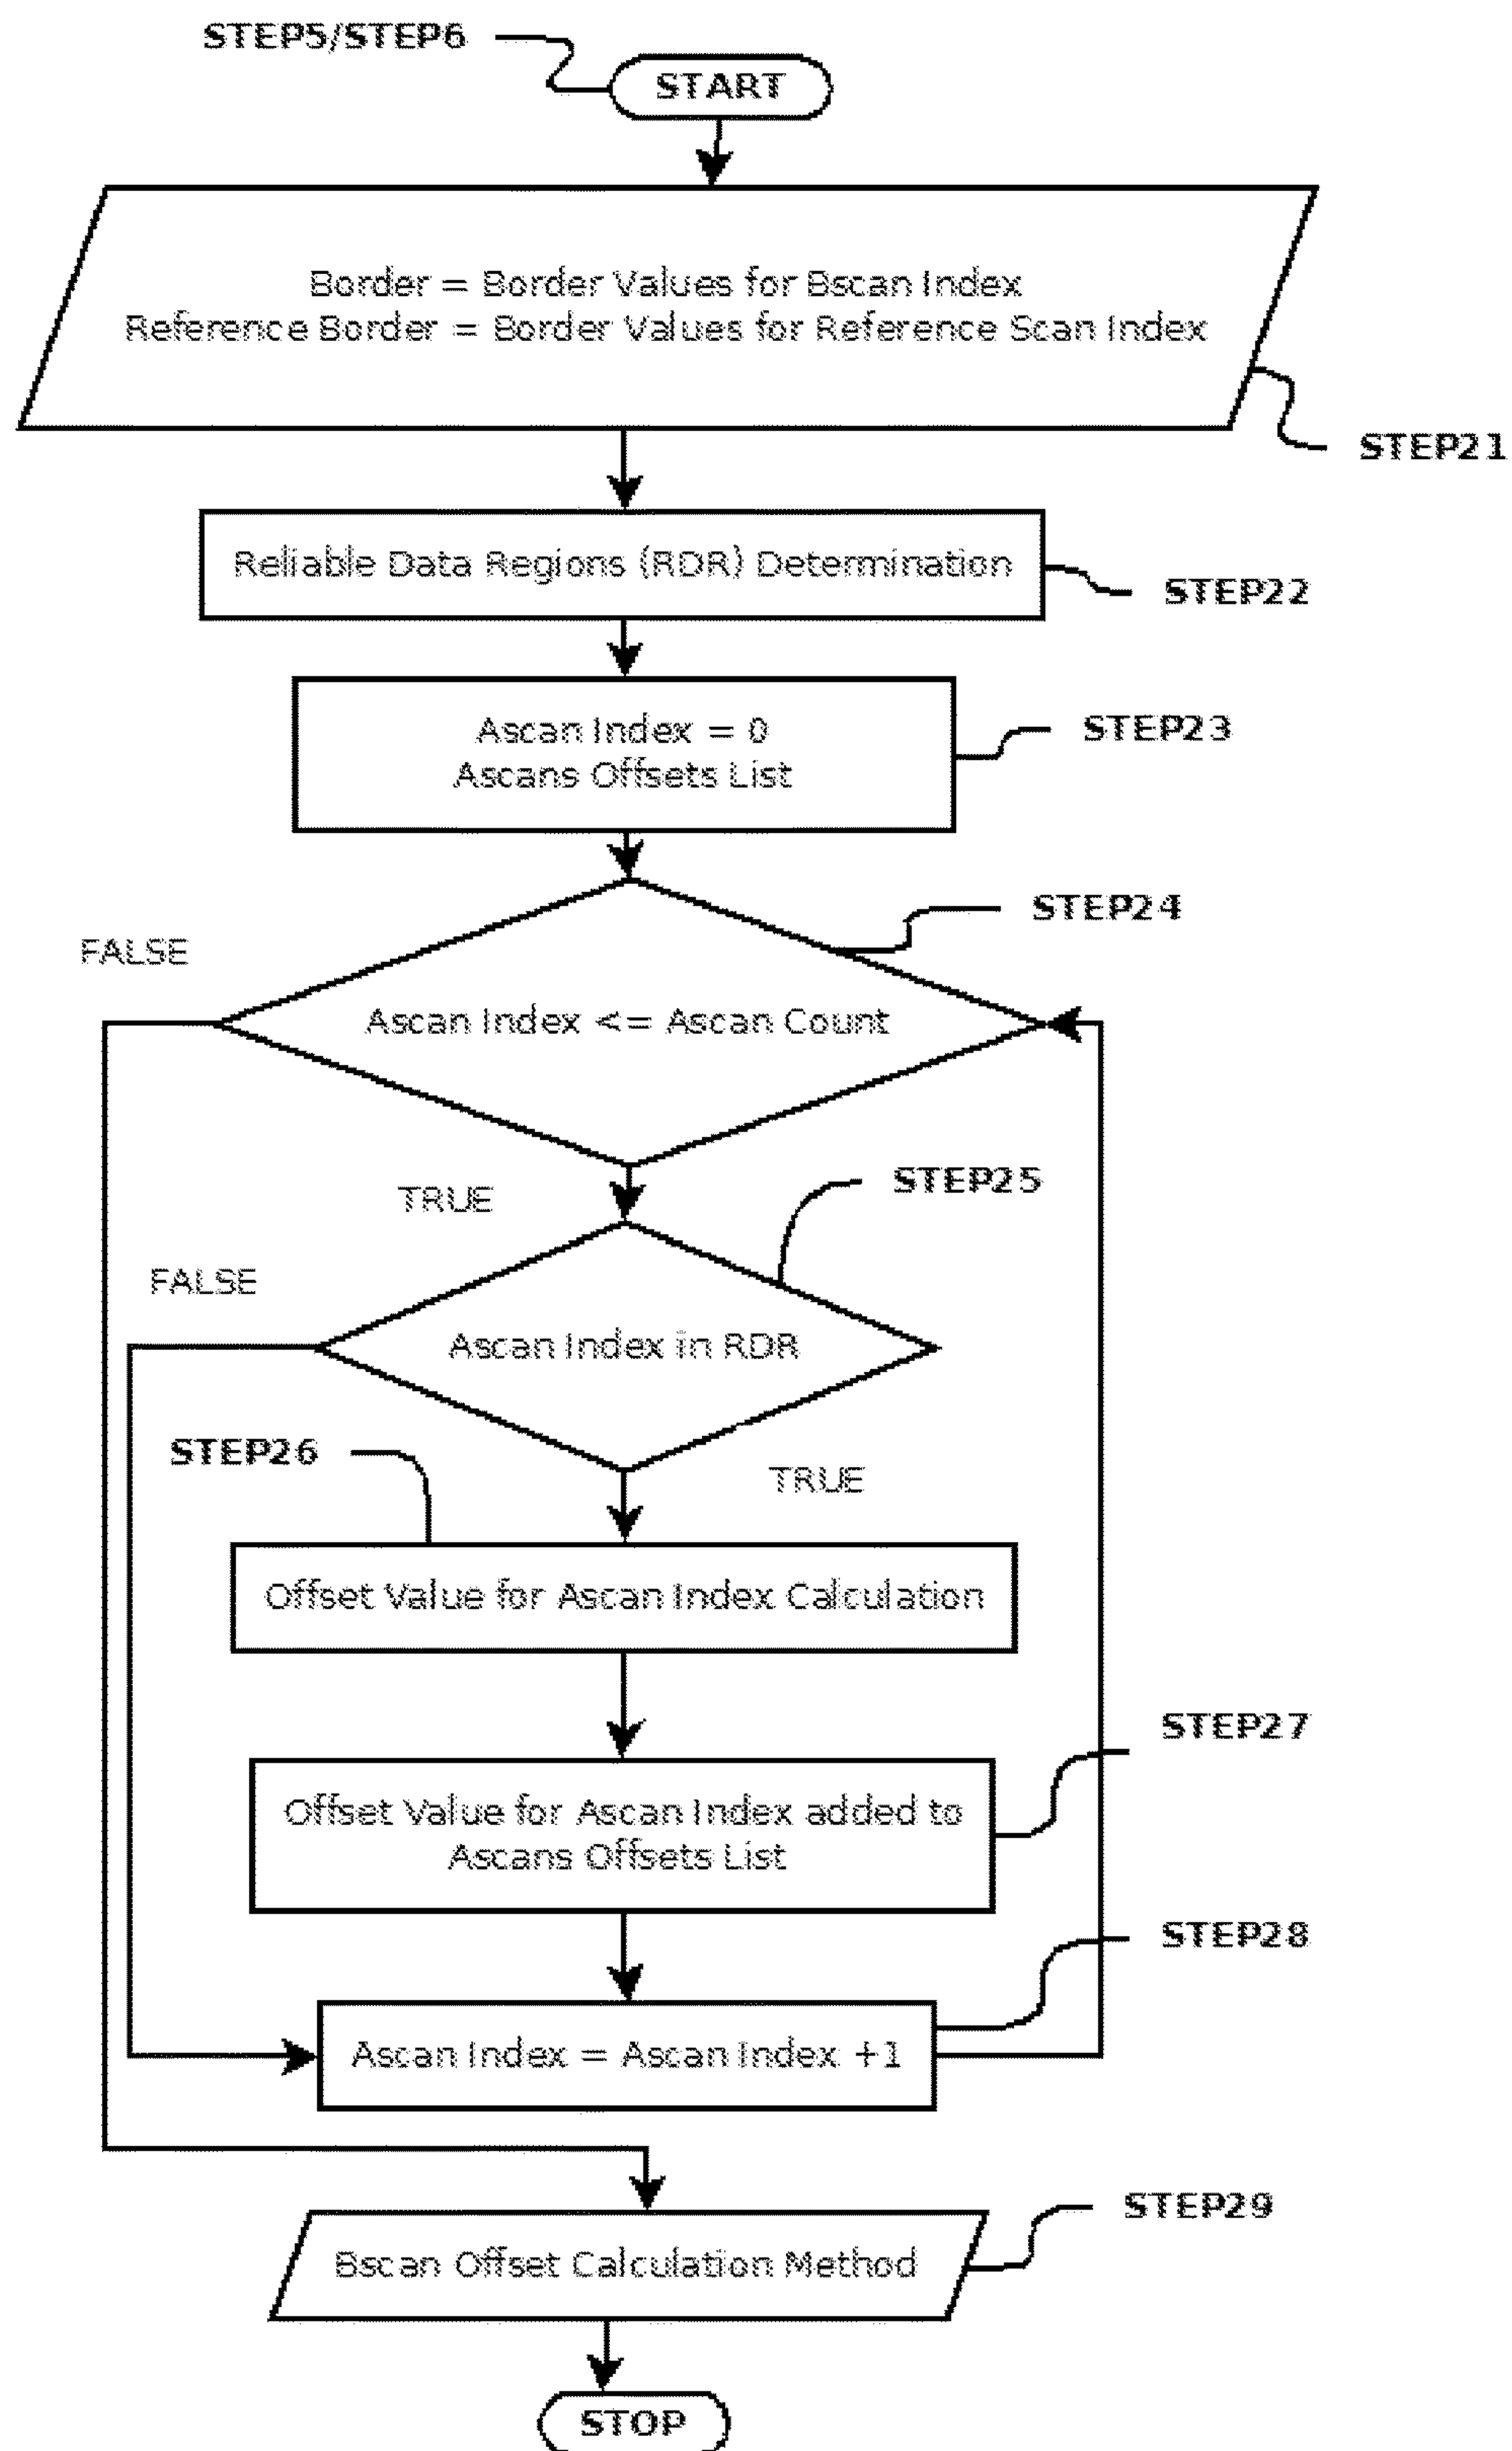 STEP5/STEP6
START
Border = Border Values for Bscan Index
Reference Border = Border Values for Reference Scan Index
STEP21
Reliable Data Regions (RDR) Determination
STEP22
Ascan Index = 0
Ascans Offsets List
STEP23
STEP24
FALSE
Ascan Index <= Ascan Count
TRUE
STEP25
FALSE
Ascan Index in RDR
STEP26
TRUE
Offset Value for Ascan Index Calculation
STEP27
Offset Value for Ascan Index added to
Ascans Offsets List
STEP28
Ascan Index = Ascan Index +1
STEP29
Bscan Offset Calculation Method
STOP